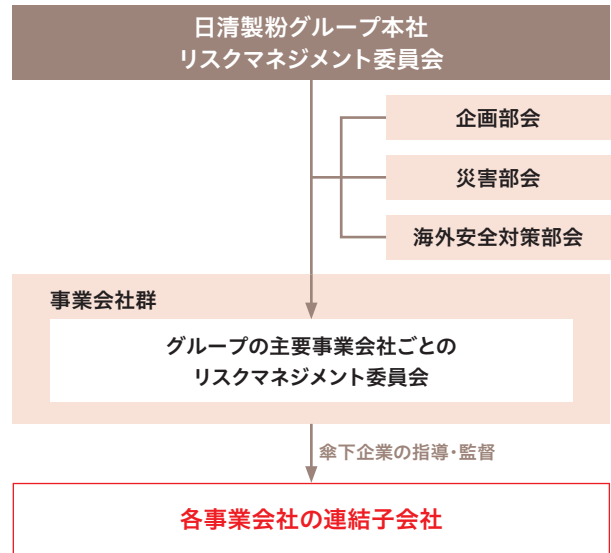 日清製粉グループ本社
リスクマネジメント委員会
企画部会
災害部会
海外安全対策部会
事業会社群
グループの主要事業会社ごとの
リスクマネジメント委員会
傘下企業の指導・監督
各事業会社の連結子会社